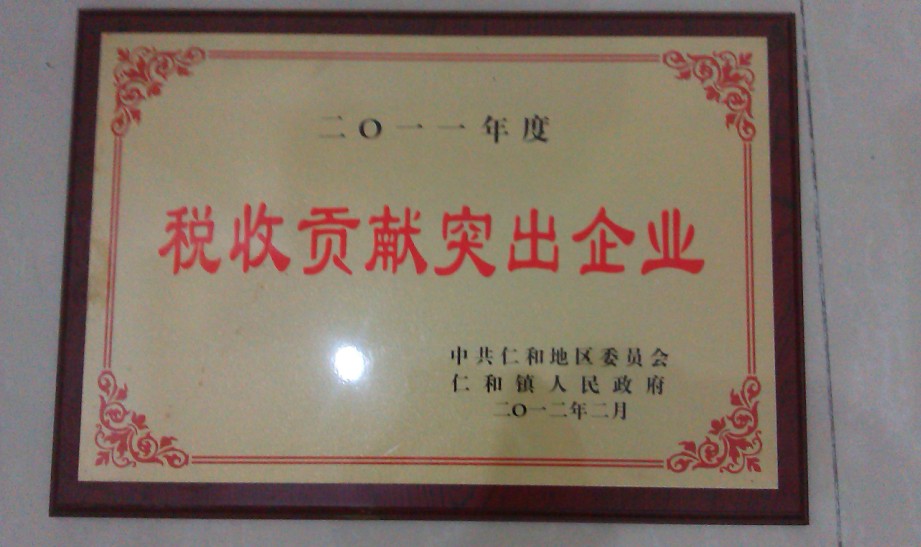 二〇一一年度
税收贡献突出企业
中共仁和地区委员会
仁和镇人民政府
二〇一二年二月